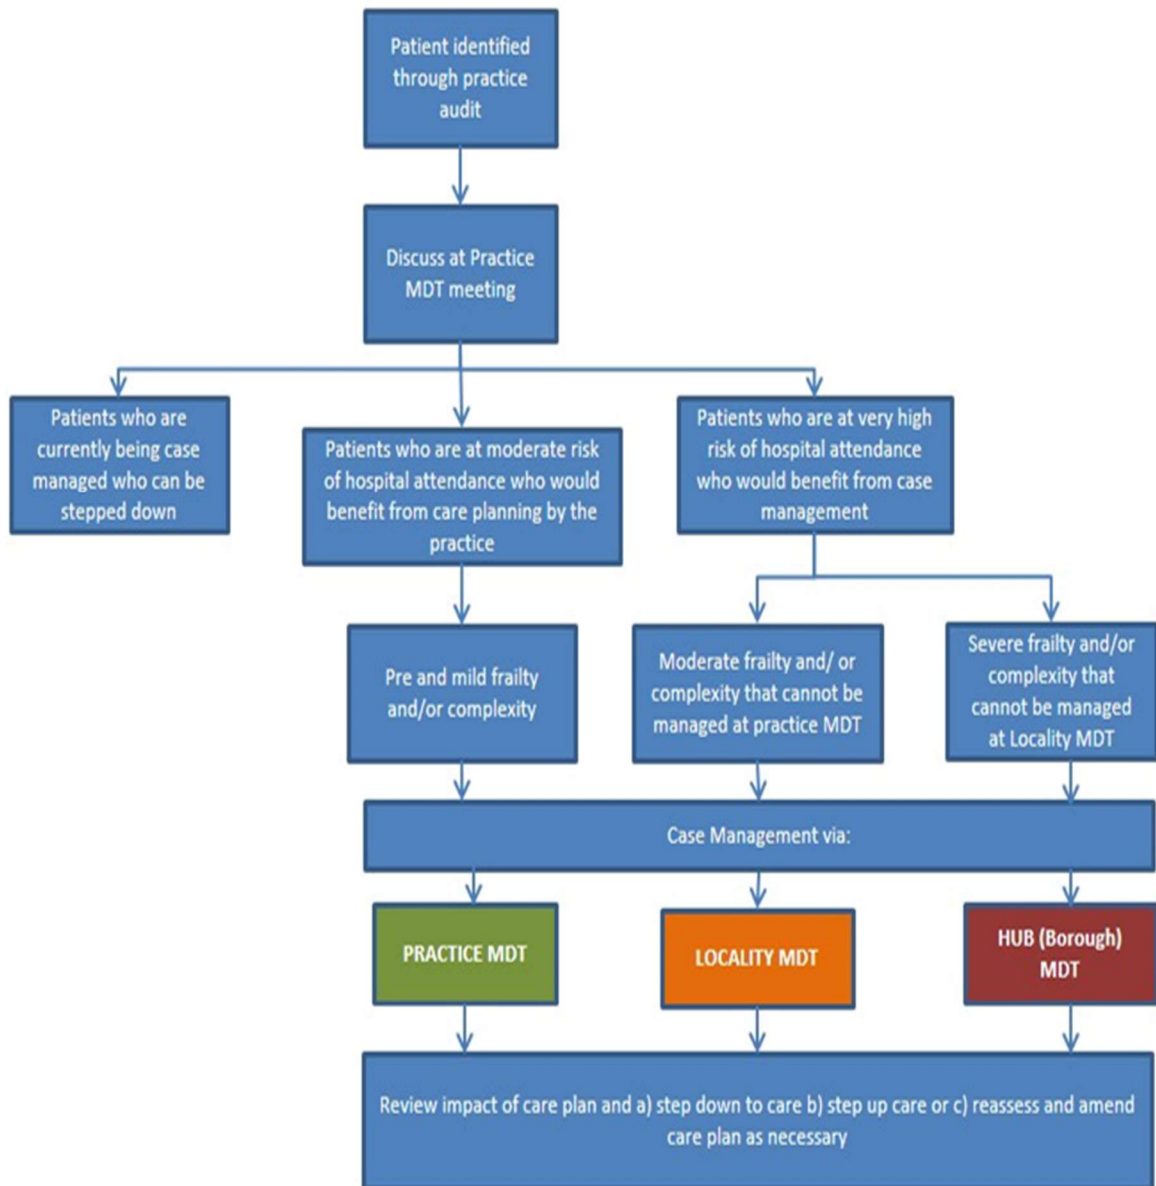 Patient identified
through practice
audit
Discuss at Practice
MDT meeting
Patients who are
currently being case
managed who can be
stepped down
Patients who are at moderate risk
of hospital attendance who would
benefit from care planning by the
practice
Patients who are at very high
risk of hospital attendance
who would benefit from case
management
Pre and mild frailty
and/or complexity
Moderate frailty and/ or
complexity that cannot be
managed at practice MDT
Severe frailty and/or
complexity that
cannot be managed
at Locality MDT
Case Management via:
PRACTICE MDT
LOCALITY MDT
HUB (Borough)
MDT
Review impact of care plan and a) step down to care b) step up care or c) reassess and amend
care plan as necessary